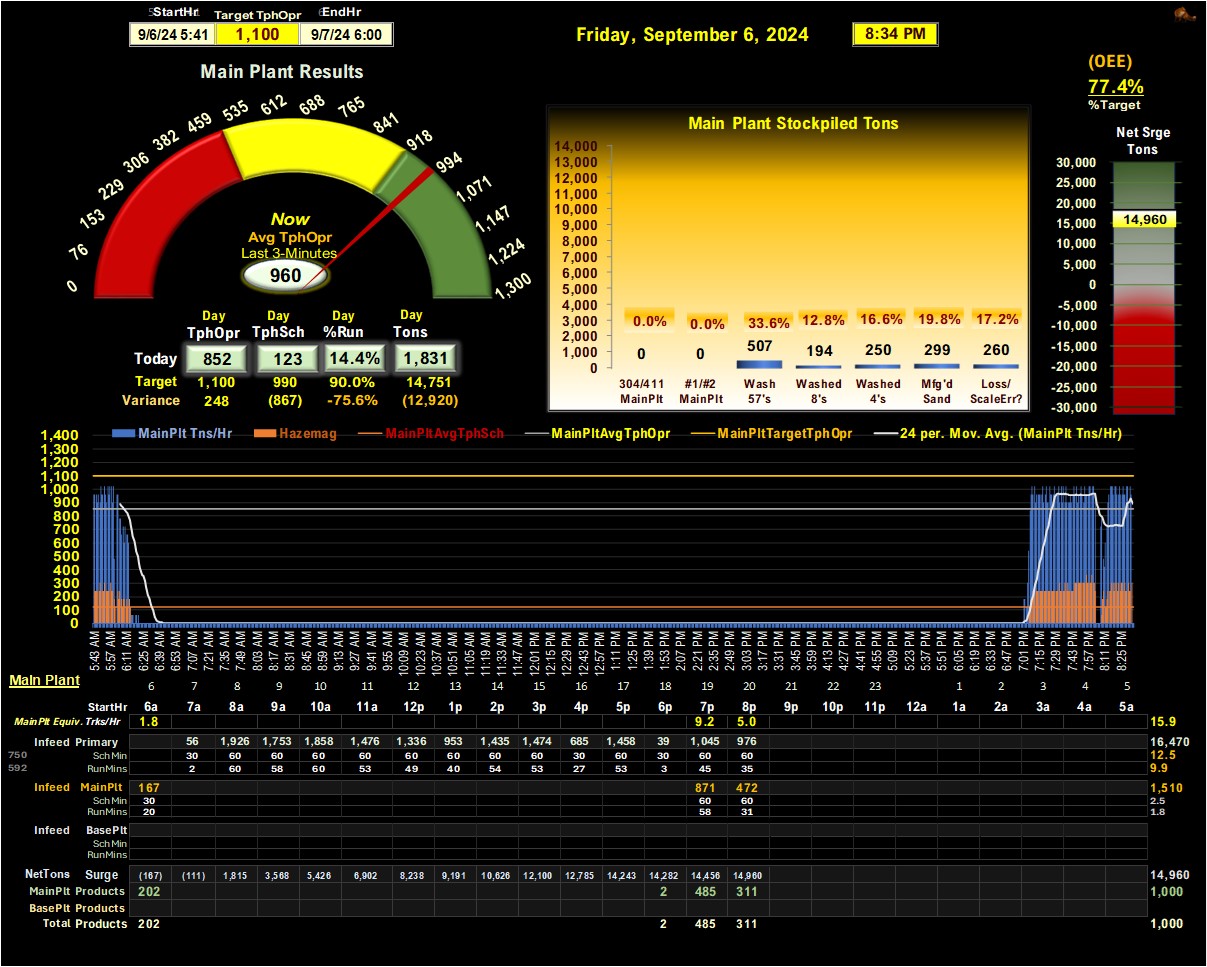 StartHr Target TphOpr EndHr
9/6/24 5:41 1,100 9/7/24 6:00
Friday, September 6, 2024 8:34 PM
(OEE)
77.4%
%Target
Main Plant Results
0 76 153 229 306 382 459 535 612 688 765 841 918 994 1,071 1,147 1,224 1,300
Now
Avg TphOpr
Last 3-Minutes
960
Day Day Day Day
TphOpr TphSch %Run Tons
Today 852 123 14.4% 1,831
Target 1,100 990 90.0% 14,751
Variance 248 (867) -75.6% (12,920)
Main Plant Stockpiled Tons
14,000
13,000
12,000
11,000
10,000
9,000
8,000
7,000
6,000
5,000
4,000
3,000
2,000
1,000
0
0.0% 0.0% 33.6% 12.8% 16.6% 19.8% 17.2%
0 0 507 194 250 299 260
304/411 #1/#2 Wash Washed Washed Mfg'd Loss/
MainPlt MainPlt 57's 8's 4's Sand ScaleErr?
Net Srge
Tons
30,000
25,000
20,000
15,000
10,000
5,000
0
-5,000
-10,000
-15,000
-20,000
-25,000
-30,000
14,960
MainPlt Tns/Hr Hazemag MainPltAvgTphSch MainPltAvgTphOpr MainPltTargetTphOpr 24 per. Mov. Avg. (MainPlt Tns/Hr)
1,400
1,300
1,200
1,100
1,000
900
800
700
600
500
400
300
200
100
0
5:43 AM 5:57 AM 6:11 AM 6:25 AM 6:39 AM 6:53 AM 7:07 AM 7:21 AM 7:35 AM 7:49 AM 8:03 AM 8:17 AM 8:31 AM 8:45 AM 8:59 AM 9:13 AM 9:27 AM 9:41 AM 9:55 AM 10:09 AM 10:23 AM 10:37 AM 10:51 AM 11:05 AM 11:19 AM 11:33 AM 11:47 AM 12:01 PM 12:15 PM 12:29 PM 12:43 PM 12:57 PM 1:11 PM 1:25 PM 1:39 PM 1:53 PM 2:07 PM 2:21 PM 2:35 PM 2:49 PM 3:03 PM 3:17 PM 3:31 PM 3:45 PM 3:59 PM 4:13 PM 4:27 PM 4:41 PM 4:55 PM 5:09 PM 5:23 PM 5:37 PM 5:51 PM 6:05 PM 6:19 PM 6:33 PM 6:47 PM 7:01 PM 7:15 PM 7:29 PM 7:43 PM 7:57 PM 8:11 PM 8:25 PM
Main Plant
6 7 8 9 10 11 12 13 14 15 16 17 18 19 20 21 22 23 1 2 3 4 5
StartHr 6a 7a 8a 9a 10a 11a 12p 1p 2p 3p 4p 5p 6p 7p 8p 9p 10p 11p 12a 1a 2a 3a 4a 5a
MainPlt Equiv. Trks/Hr 1.8 9.2 5.0 15.9
Infeed Primary 56 1,926 1,753 1,858 1,476 1,336 953 1,435 1,474 685 1,458 39 1,045 976 16,470
750 SchMin 30 60 60 60 60 60 60 60 60 30 60 30 60 60 12.5
592 RunMins 2 60 58 60 53 49 40 54 53 27 53 3 45 35 9.9
Infeed MainPlt 167 871 472 1,510
SchMin 30 60 60 2.5
RunMins 20 58 31 1.8
Infeed BasePlt
SchMin
RunMins
NetTons Surge (167) (111) 1,815 3,568 5,426 6,902 8,238 9,191 10,626 12,100 12,785 14,243 14,282 14,456 14,960 14,960
MainPlt Products 202 2 485 311 1,000
BasePlt Products
Total Products 202 2 485 311 1,000